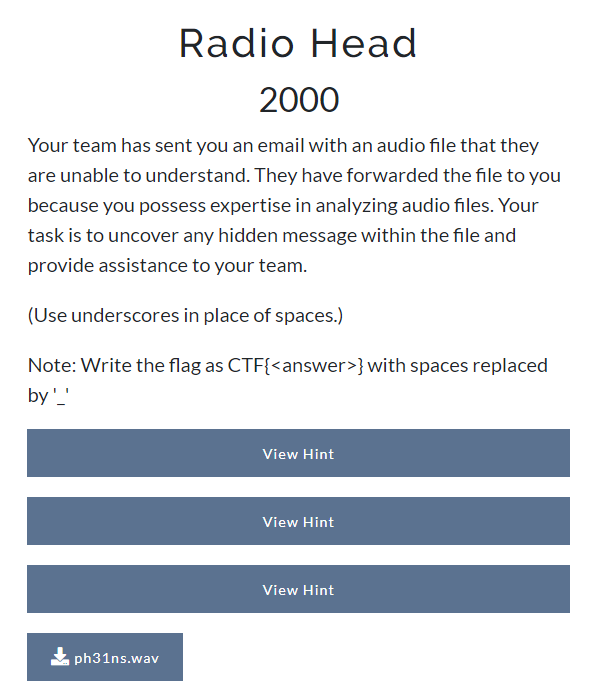 Radio Head
2000
Your team has sent you an email with an audio file that they
are unable to understand. They have forwarded the file to you
because you possess expertise in analyzing audio files. Your
task is to uncover any hidden message within the file and
provide assistance to your team.
(Use underscores in place of spaces.)
Note: Write the flag as CTF{<answer>} with spaces replaced
by '_'
View Hint
View Hint
View Hint
ph31ns.wav